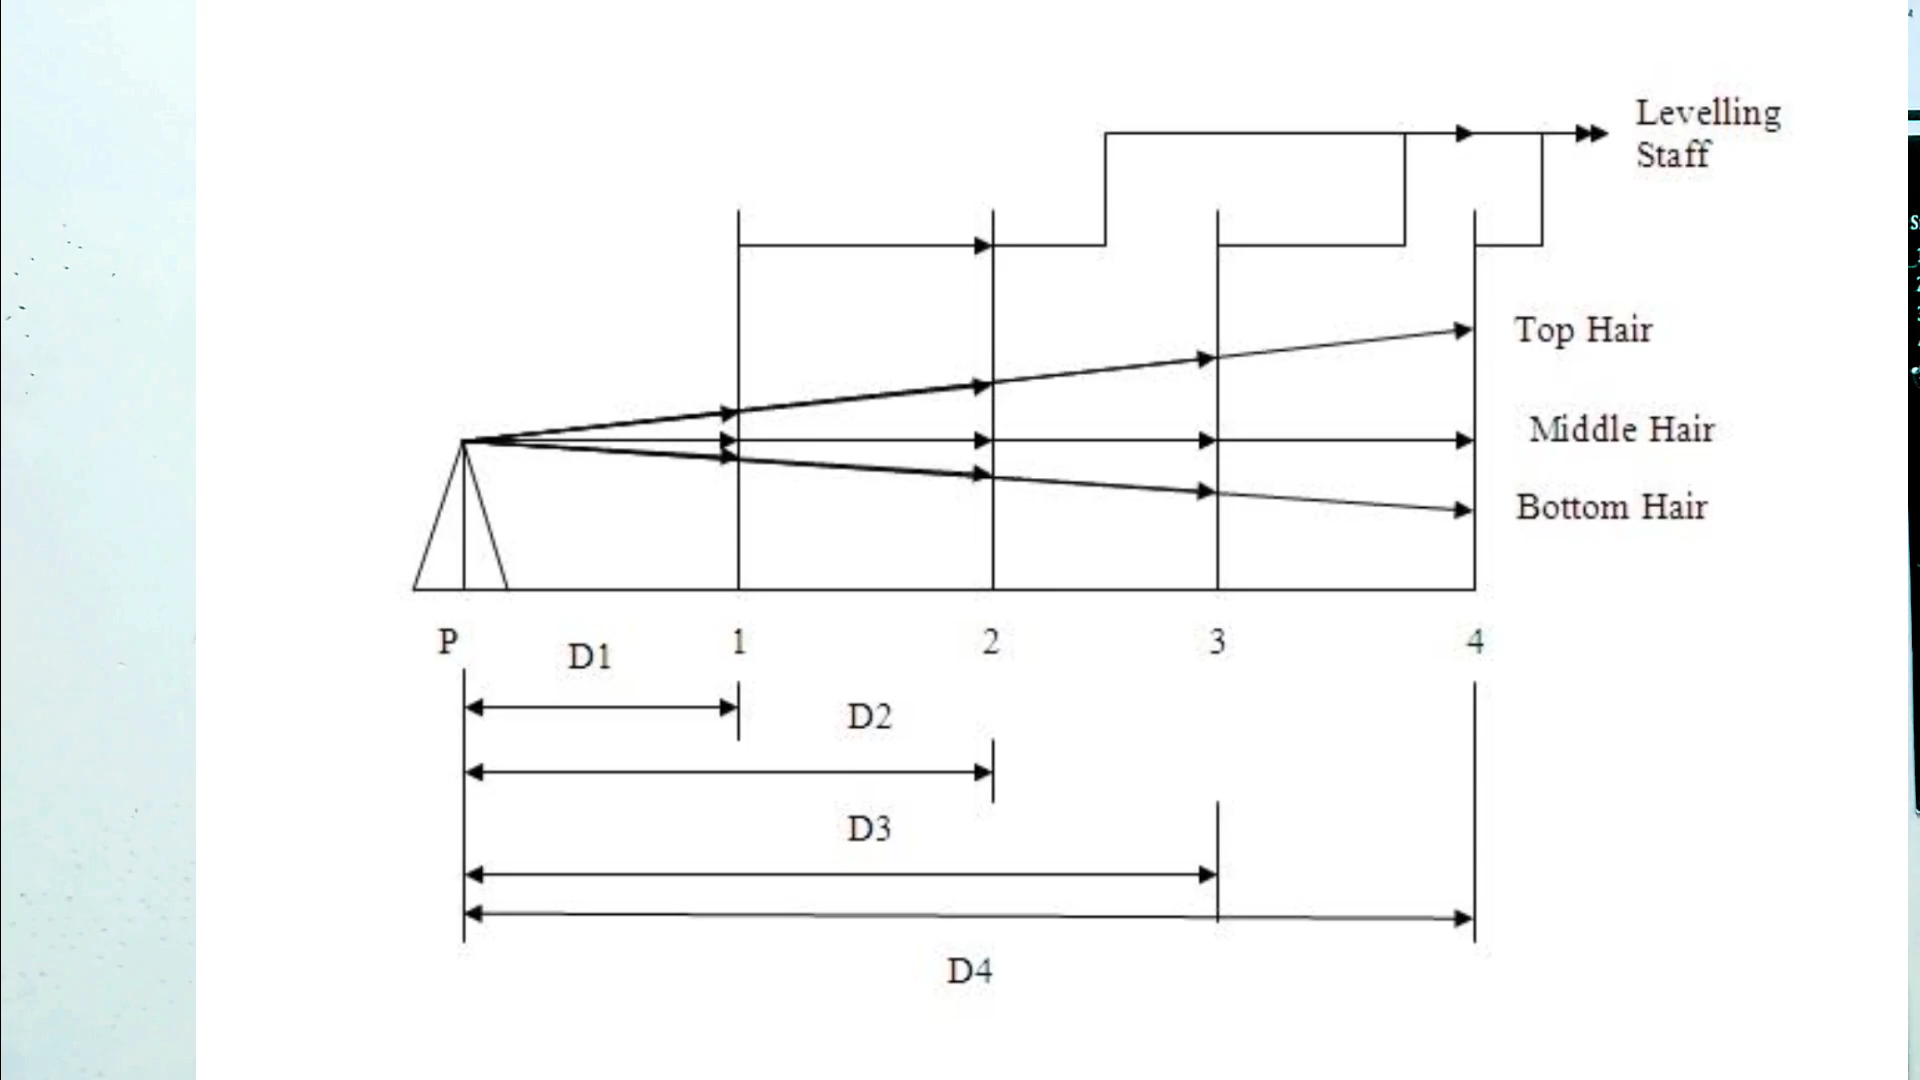 Levelling
Staff
Top Hair
Middle Hair
Bottom Hair
P
1
2
3
4
D1
D2
D3
D4